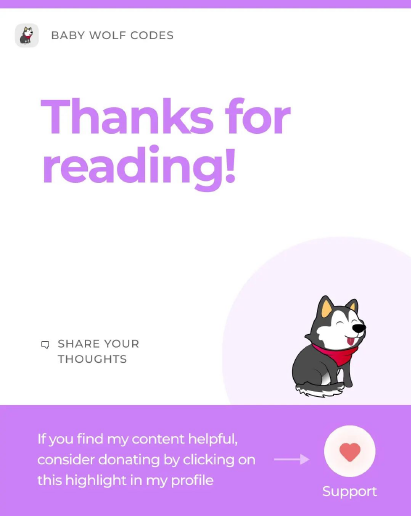 BABY WOLF CODES
Thanks for
reading!
SHARE YOUR
THOUGHTS
If you find my content helpful,
consider donating by clicking on
this highlight in my profile
Support